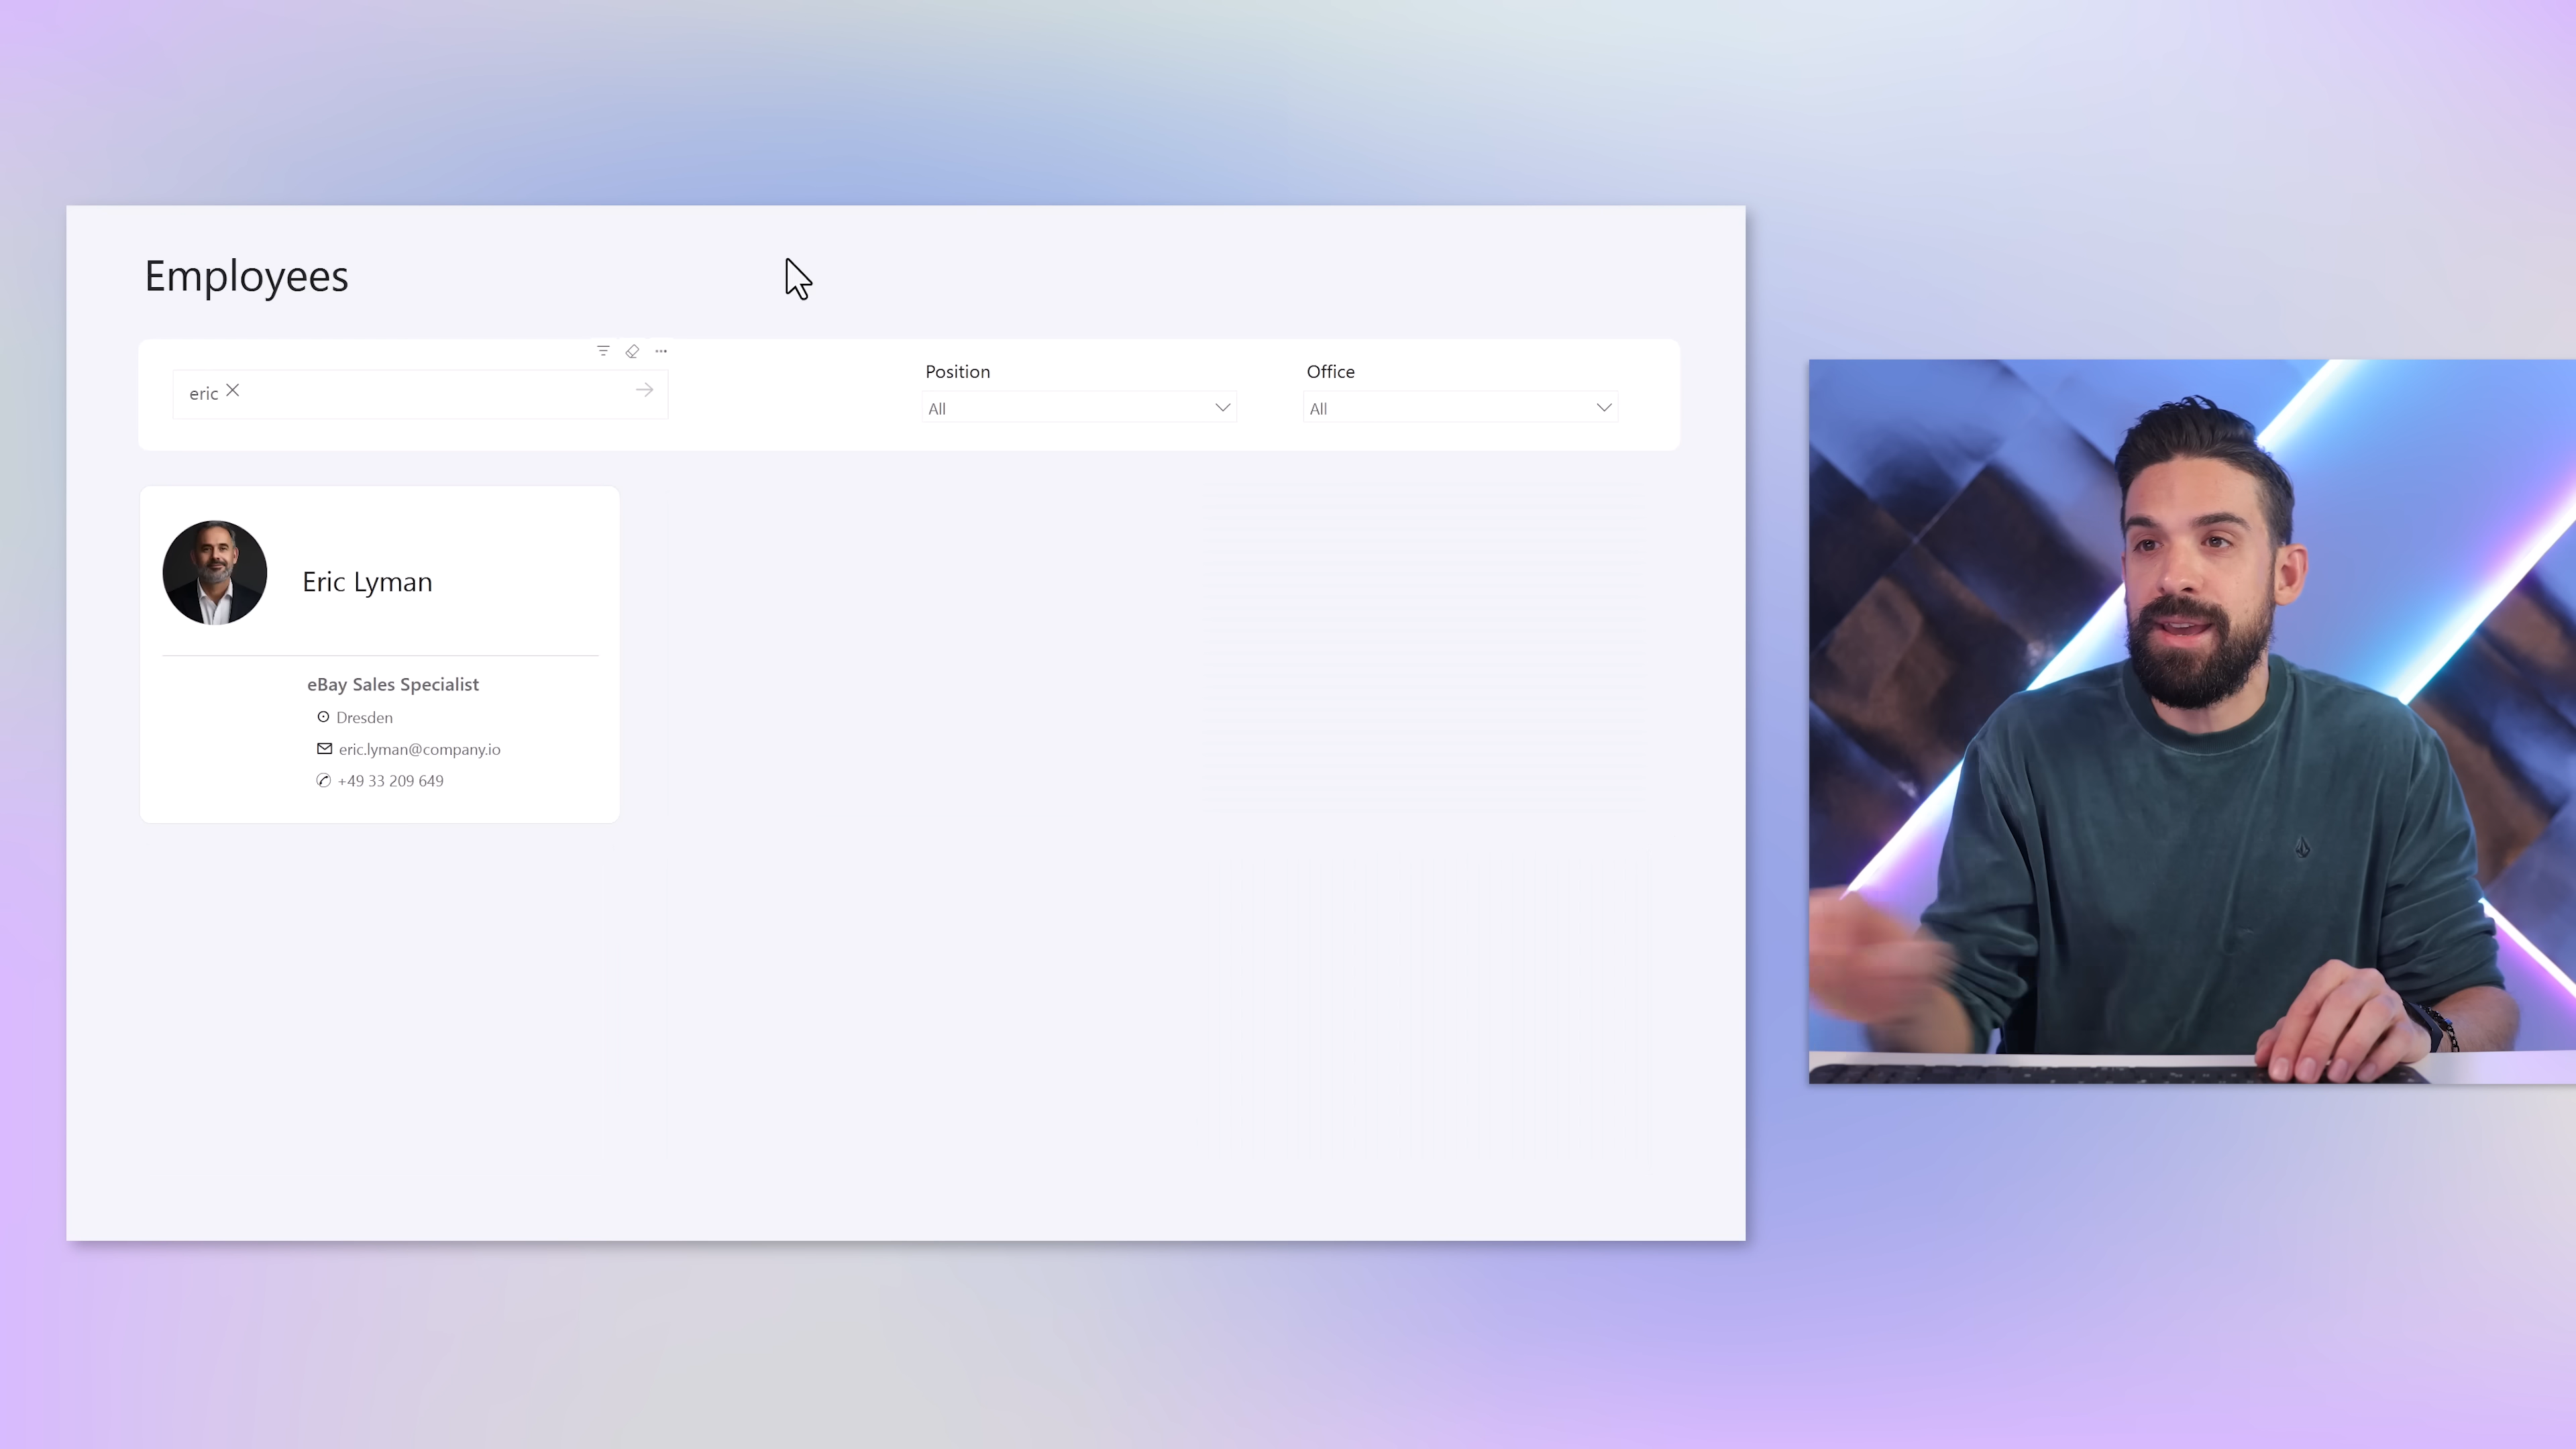 Employees
eric
Position
All
Office
All
Eric Lyman
eBay Sales Specialist
Dresden
eric.lyman@company.io
+49 33 209 649